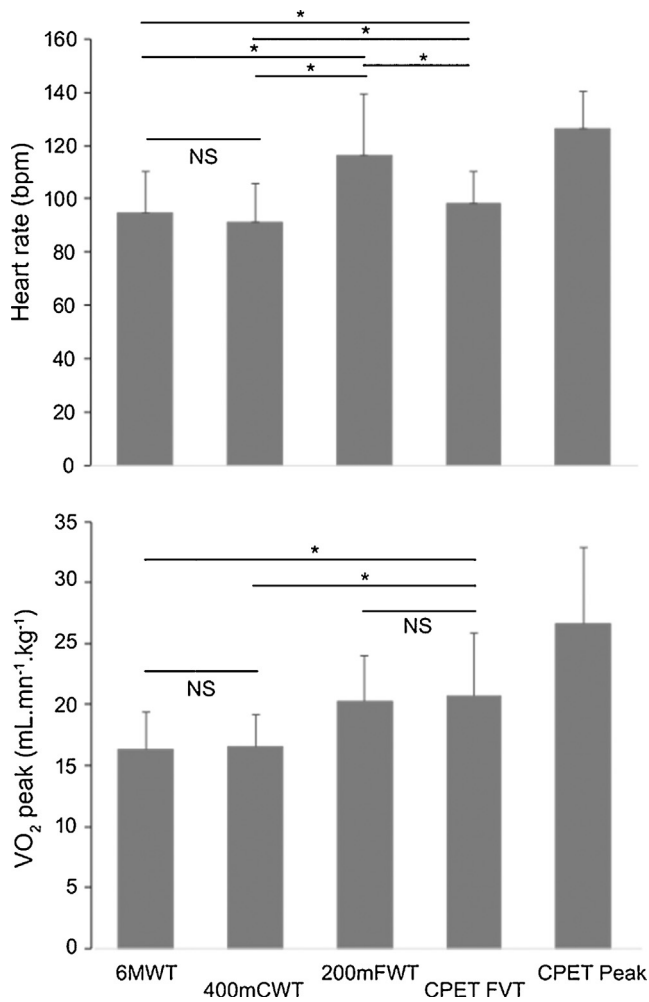 *
*
*
*
*
NS
160
140
120
100
80
60
40
20
0
Heart rate (bpm)
*
*
NS
NS
35
30
25
20
15
10
5
0
VO₂ peak (mL.mn⁻¹.kg⁻¹)
6MWT
400mCWT
200mFWT
CPET FVT
CPET Peak